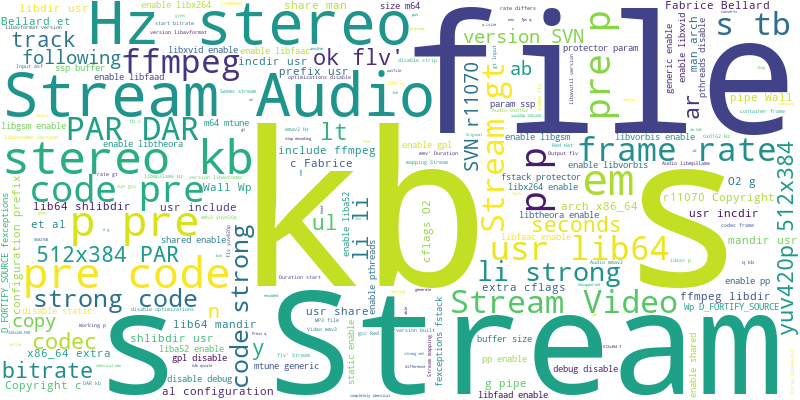 libdir usr
enable libx264
share man
size m64
rate differs
Fabrice Bellard
Bellard et
Hz stereo
file
s tb
track
following
ffmpeg
enable libxvid
enable libfaac
incdir usr
ok flv'
version SVN
protector param
pre p
man arch
generic enable
enable libxvid
pthreads disable
ssp buffer
prefix usr
optimizations disable
disable strip
ab
ar
enable libfaad
Stream Audio
param ssp
pipe Wall
libgsm enable
PAR DAR
m64 mtune
lt
enable libtheora
include ffmpeg
c Fabrice
Stream gt
SVN r11070
enable libgsm
libvorbis enable
enable libvorbis
frame rate
stereo kb
kb s
enable gpl
libx264 enable
fstack protector
code pre
Wall Wp
p p
em
O2 g
lib64 shlibdir
usr include
arch x86_64
r11070 Copyright
et al
shared enable
ul
li li
enable liba52
cflags O2
libtheora enable
usr incdir
p pre
seconds
512x384 PAR
usr lib64
libfaac enable
mandir usr
configuration prefix
D_FORTIFY_SOURCE fexceptions
pre code
enable pthreads
li strong
enable pp
yuv420p 512x384
extra cflags
strong code
code strong
s Stream
Stream Video
ffmpeg libdir
Wp D_FORTIFY_SOURCE
disable static
disable optimizations
copy
n
lib64 mandir
usr share
buffer size
x86_64 extra
codec
shlibdir usr
liba52 enable
y
static enable
fexceptions fstack
pp enable
enable shared
gpl disable
bitrate
disable debug
mtune generic
g pipe
debug disable
Copyright c
al configuration
libfaad enable
completely identical